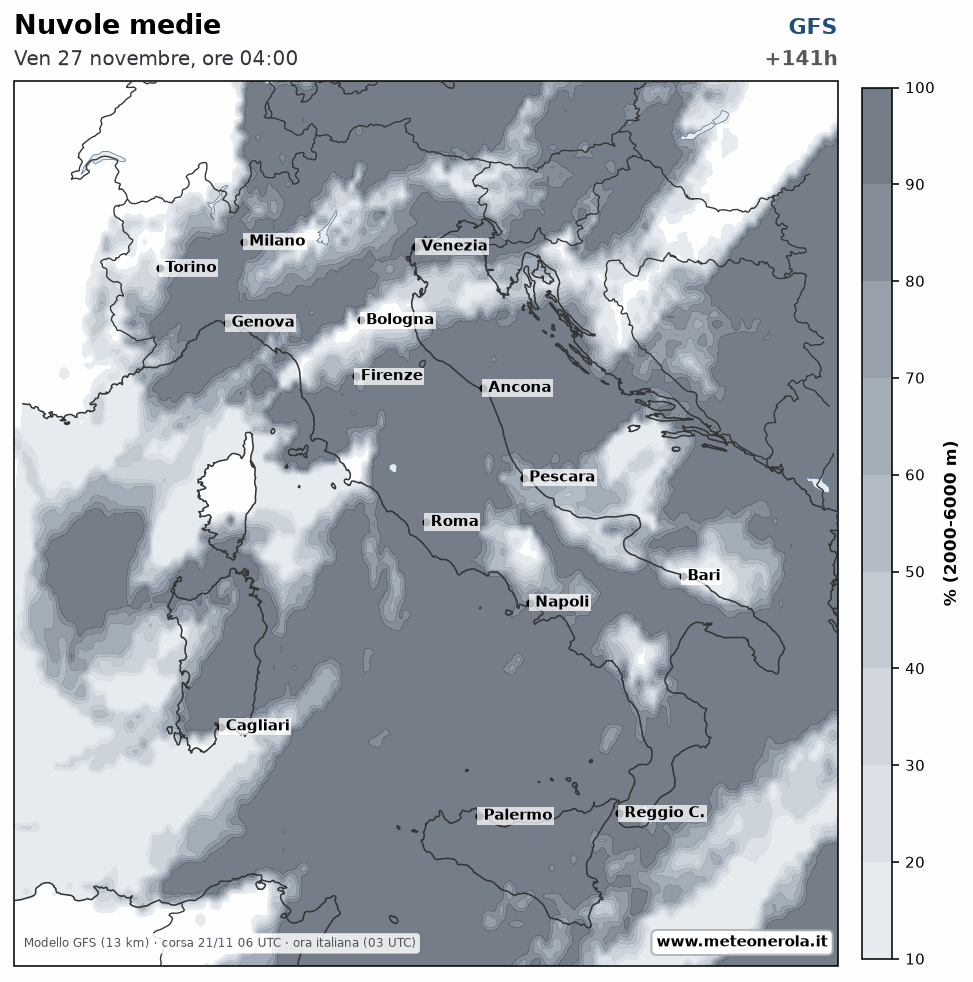 Nuvole medie
GFS
Ven 27 novembre, ore 04:00
+141h
100
90
80
70
60
50
40
30
20
10
% (2000-6000 m)
Milano
Venezia
Torino
Genova
Bologna
Firenze
Ancona
Pescara
Roma
Bari
Napoli
Cagliari
Palermo
Reggio C.
Modello GFS (13 km) · corsa 21/11 06 UTC · ora italiana (03 UTC)
www.meteonerola.it